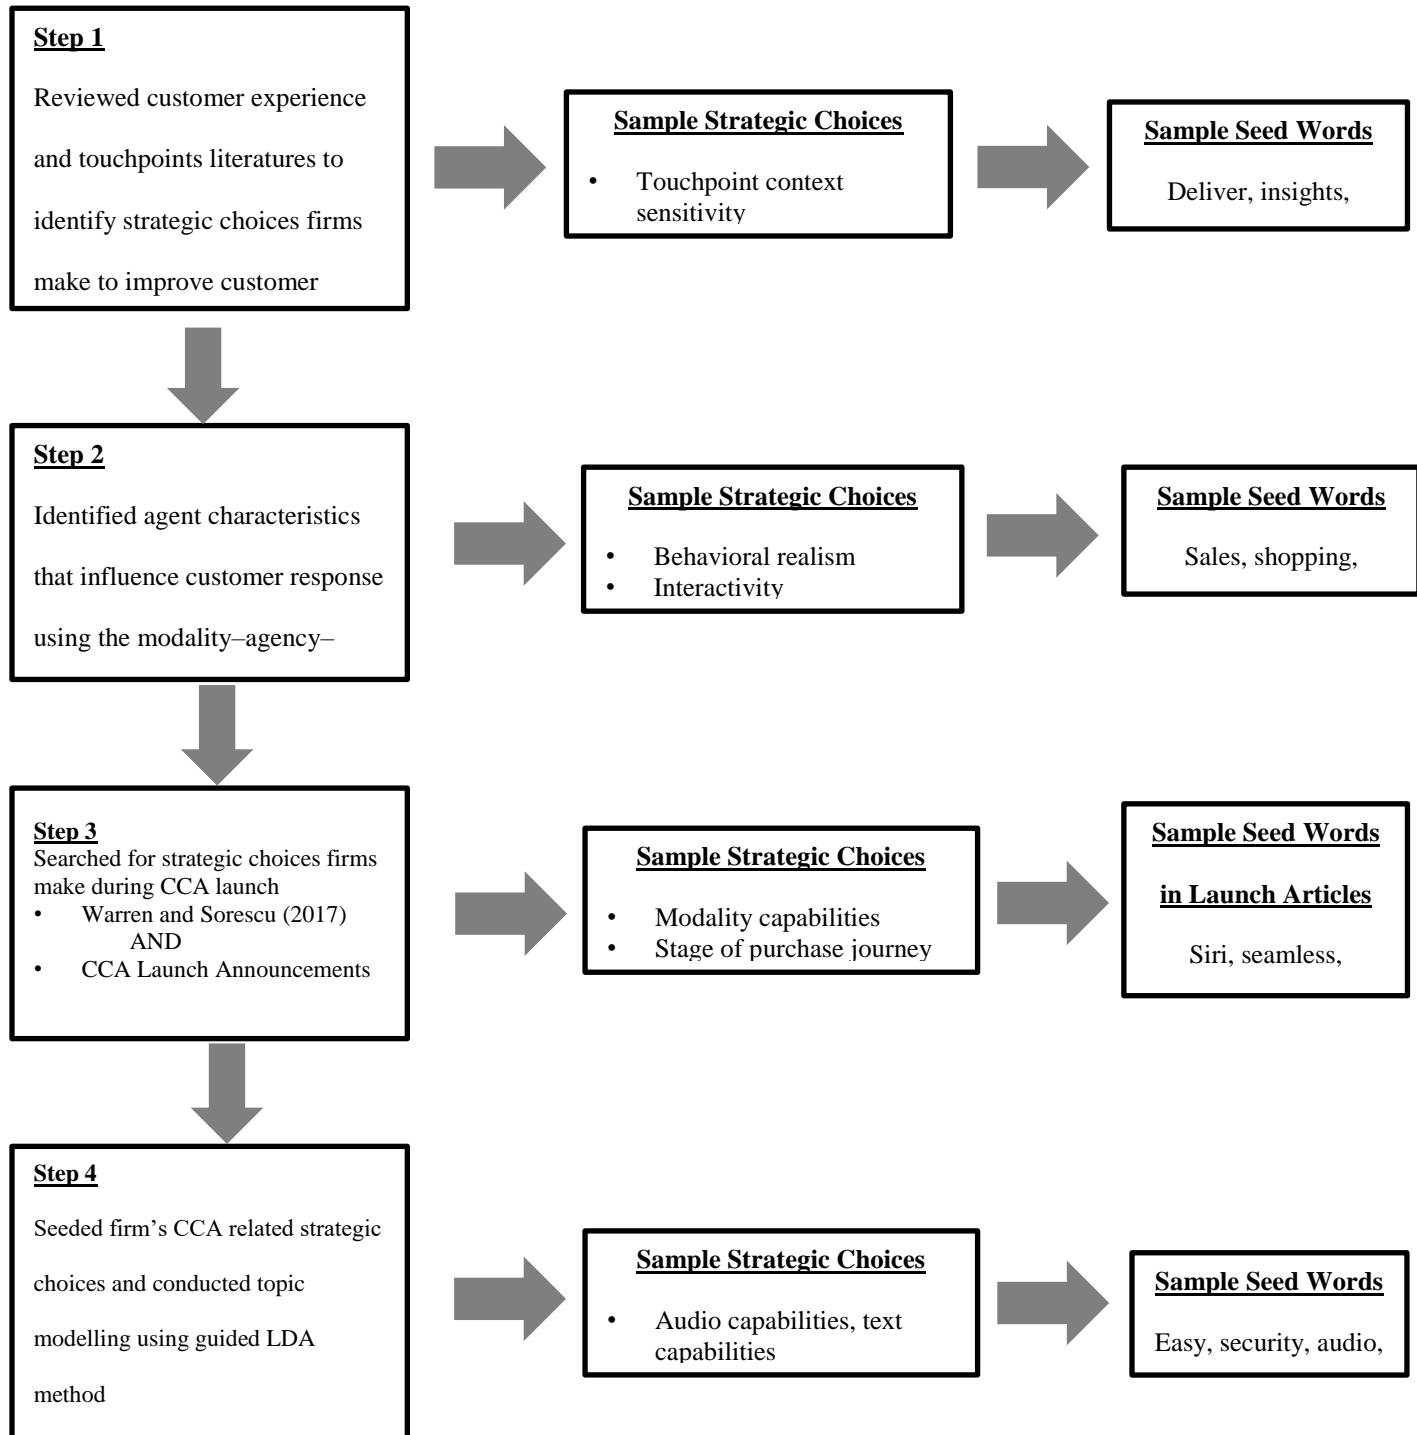 Step 1
Reviewed customer experience
and touchpoints literatures to
identify strategic choices firms
make to improve customer
Sample Strategic Choices
• Touchpoint context
sensitivity
Sample Seed Words
Deliver, insights,
Step 2
Identified agent characteristics
that influence customer response
using the modality–agency–
Sample Strategic Choices
• Behavioral realism
• Interactivity
Sample Seed Words
Sales, shopping,
Step 3
Searched for strategic choices firms
make during CCA launch
• Warren and Sorescu (2017)
AND
• CCA Launch Announcements
Sample Strategic Choices
• Modality capabilities
• Stage of purchase journey
Sample Seed Words
in Launch Articles
Siri, seamless,
Step 4
Seeded firm’s CCA related strategic
choices and conducted topic
modelling using guided LDA
method
Sample Strategic Choices
• Audio capabilities, text
capabilities
Sample Seed Words
Easy, security, audio,